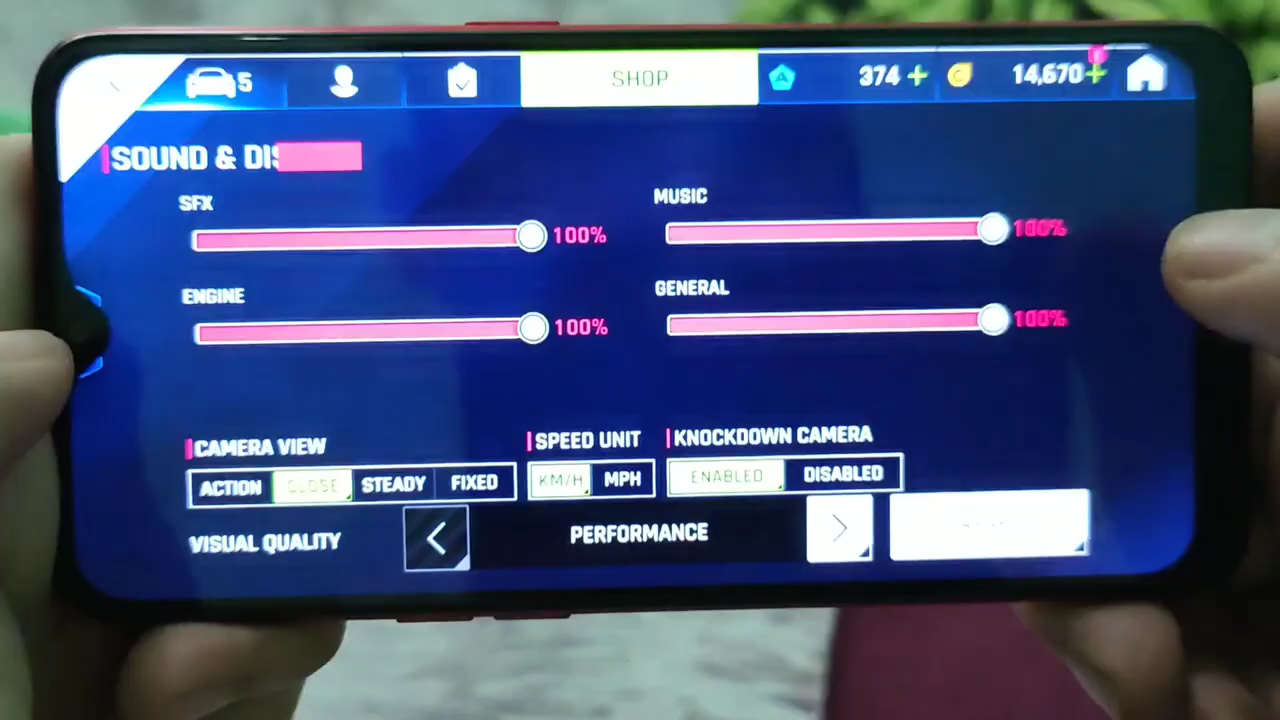 5
SHOP
374
14,670
SOUND & DIS
SFX
100%
MUSIC
100%
ENGINE
100%
GENERAL
100%
CAMERA VIEW
SPEED UNIT
KNOCKDOWN CAMERA
ACTION CLOSE STEADY FIXED
KM/H MPH
ENABLED DISABLED
VISUAL QUALITY
PERFORMANCE